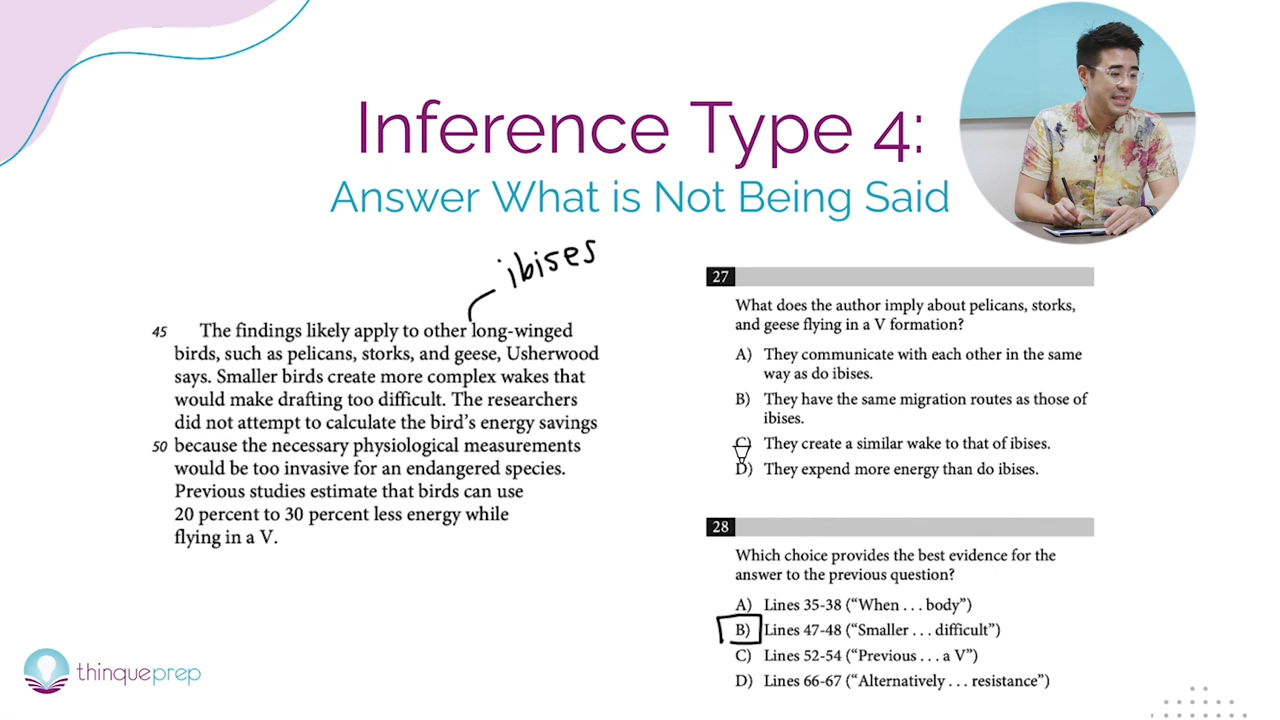 Inference Type 4:
Answer What is Not Being Said
ibises
45 The findings likely apply to other long-winged
birds, such as pelicans, storks, and geese, Usherwood
says. Smaller birds create more complex wakes that
would make drafting too difficult. The researchers
did not attempt to calculate the bird's energy savings
50 because the necessary physiological measurements
would be too invasive for an endangered species.
Previous studies estimate that birds can use
20 percent to 30 percent less energy while
flying in a V.
27
What does the author imply about pelicans, storks,
and geese flying in a V formation?
A) They communicate with each other in the same
way as do ibises.
B) They have the same migration routes as those of
ibises.
C) They create a similar wake to that of ibises.
D) They expend more energy than do ibises.
28
Which choice provides the best evidence for the
answer to the previous question?
A) Lines 35-38 (“When . . . body”)
B) Lines 47-48 (“Smaller . . . difficult”)
C) Lines 52-54 (“Previous . . . a V”)
D) Lines 66-67 (“Alternatively . . . resistance”)
thinqueprep